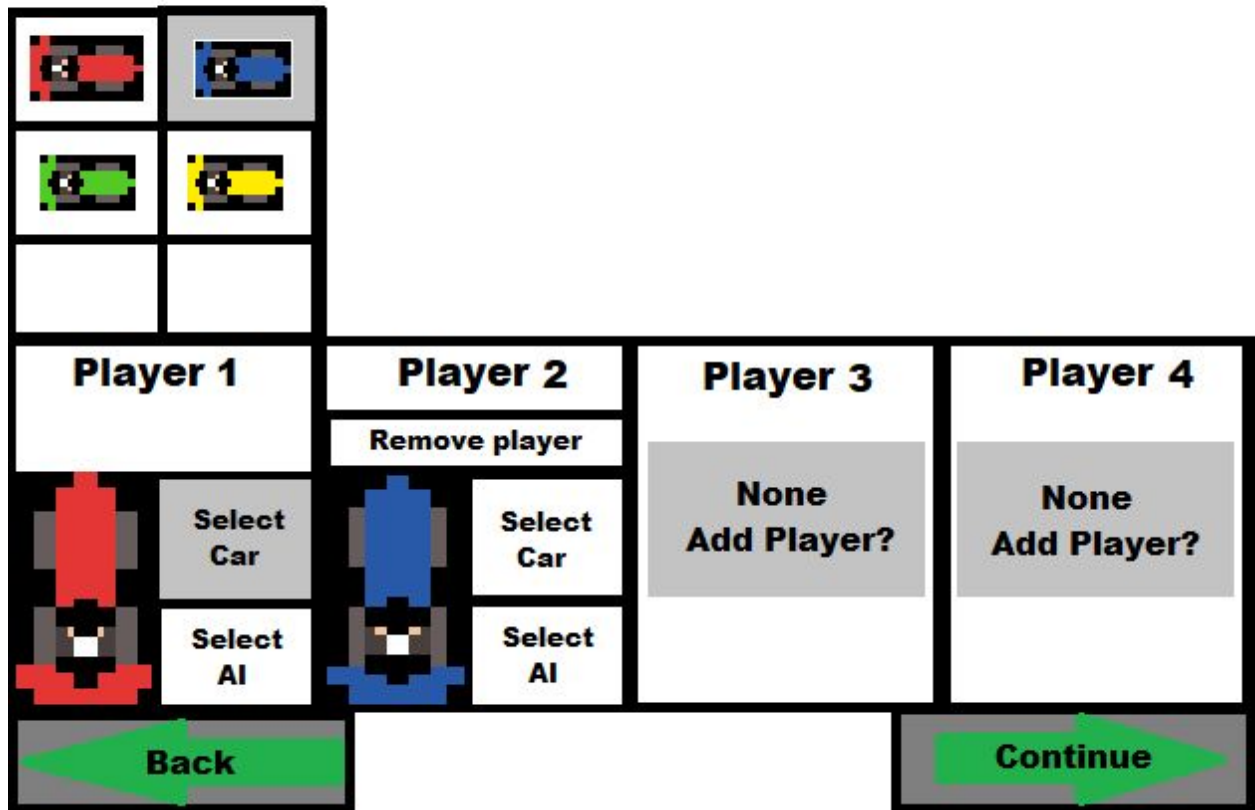 Player 1
Select
Car
Select
AI
Player 2
Remove player
Select
Car
Select
AI
Player 3
None
Add Player?
Player 4
None
Add Player?
Back
Continue